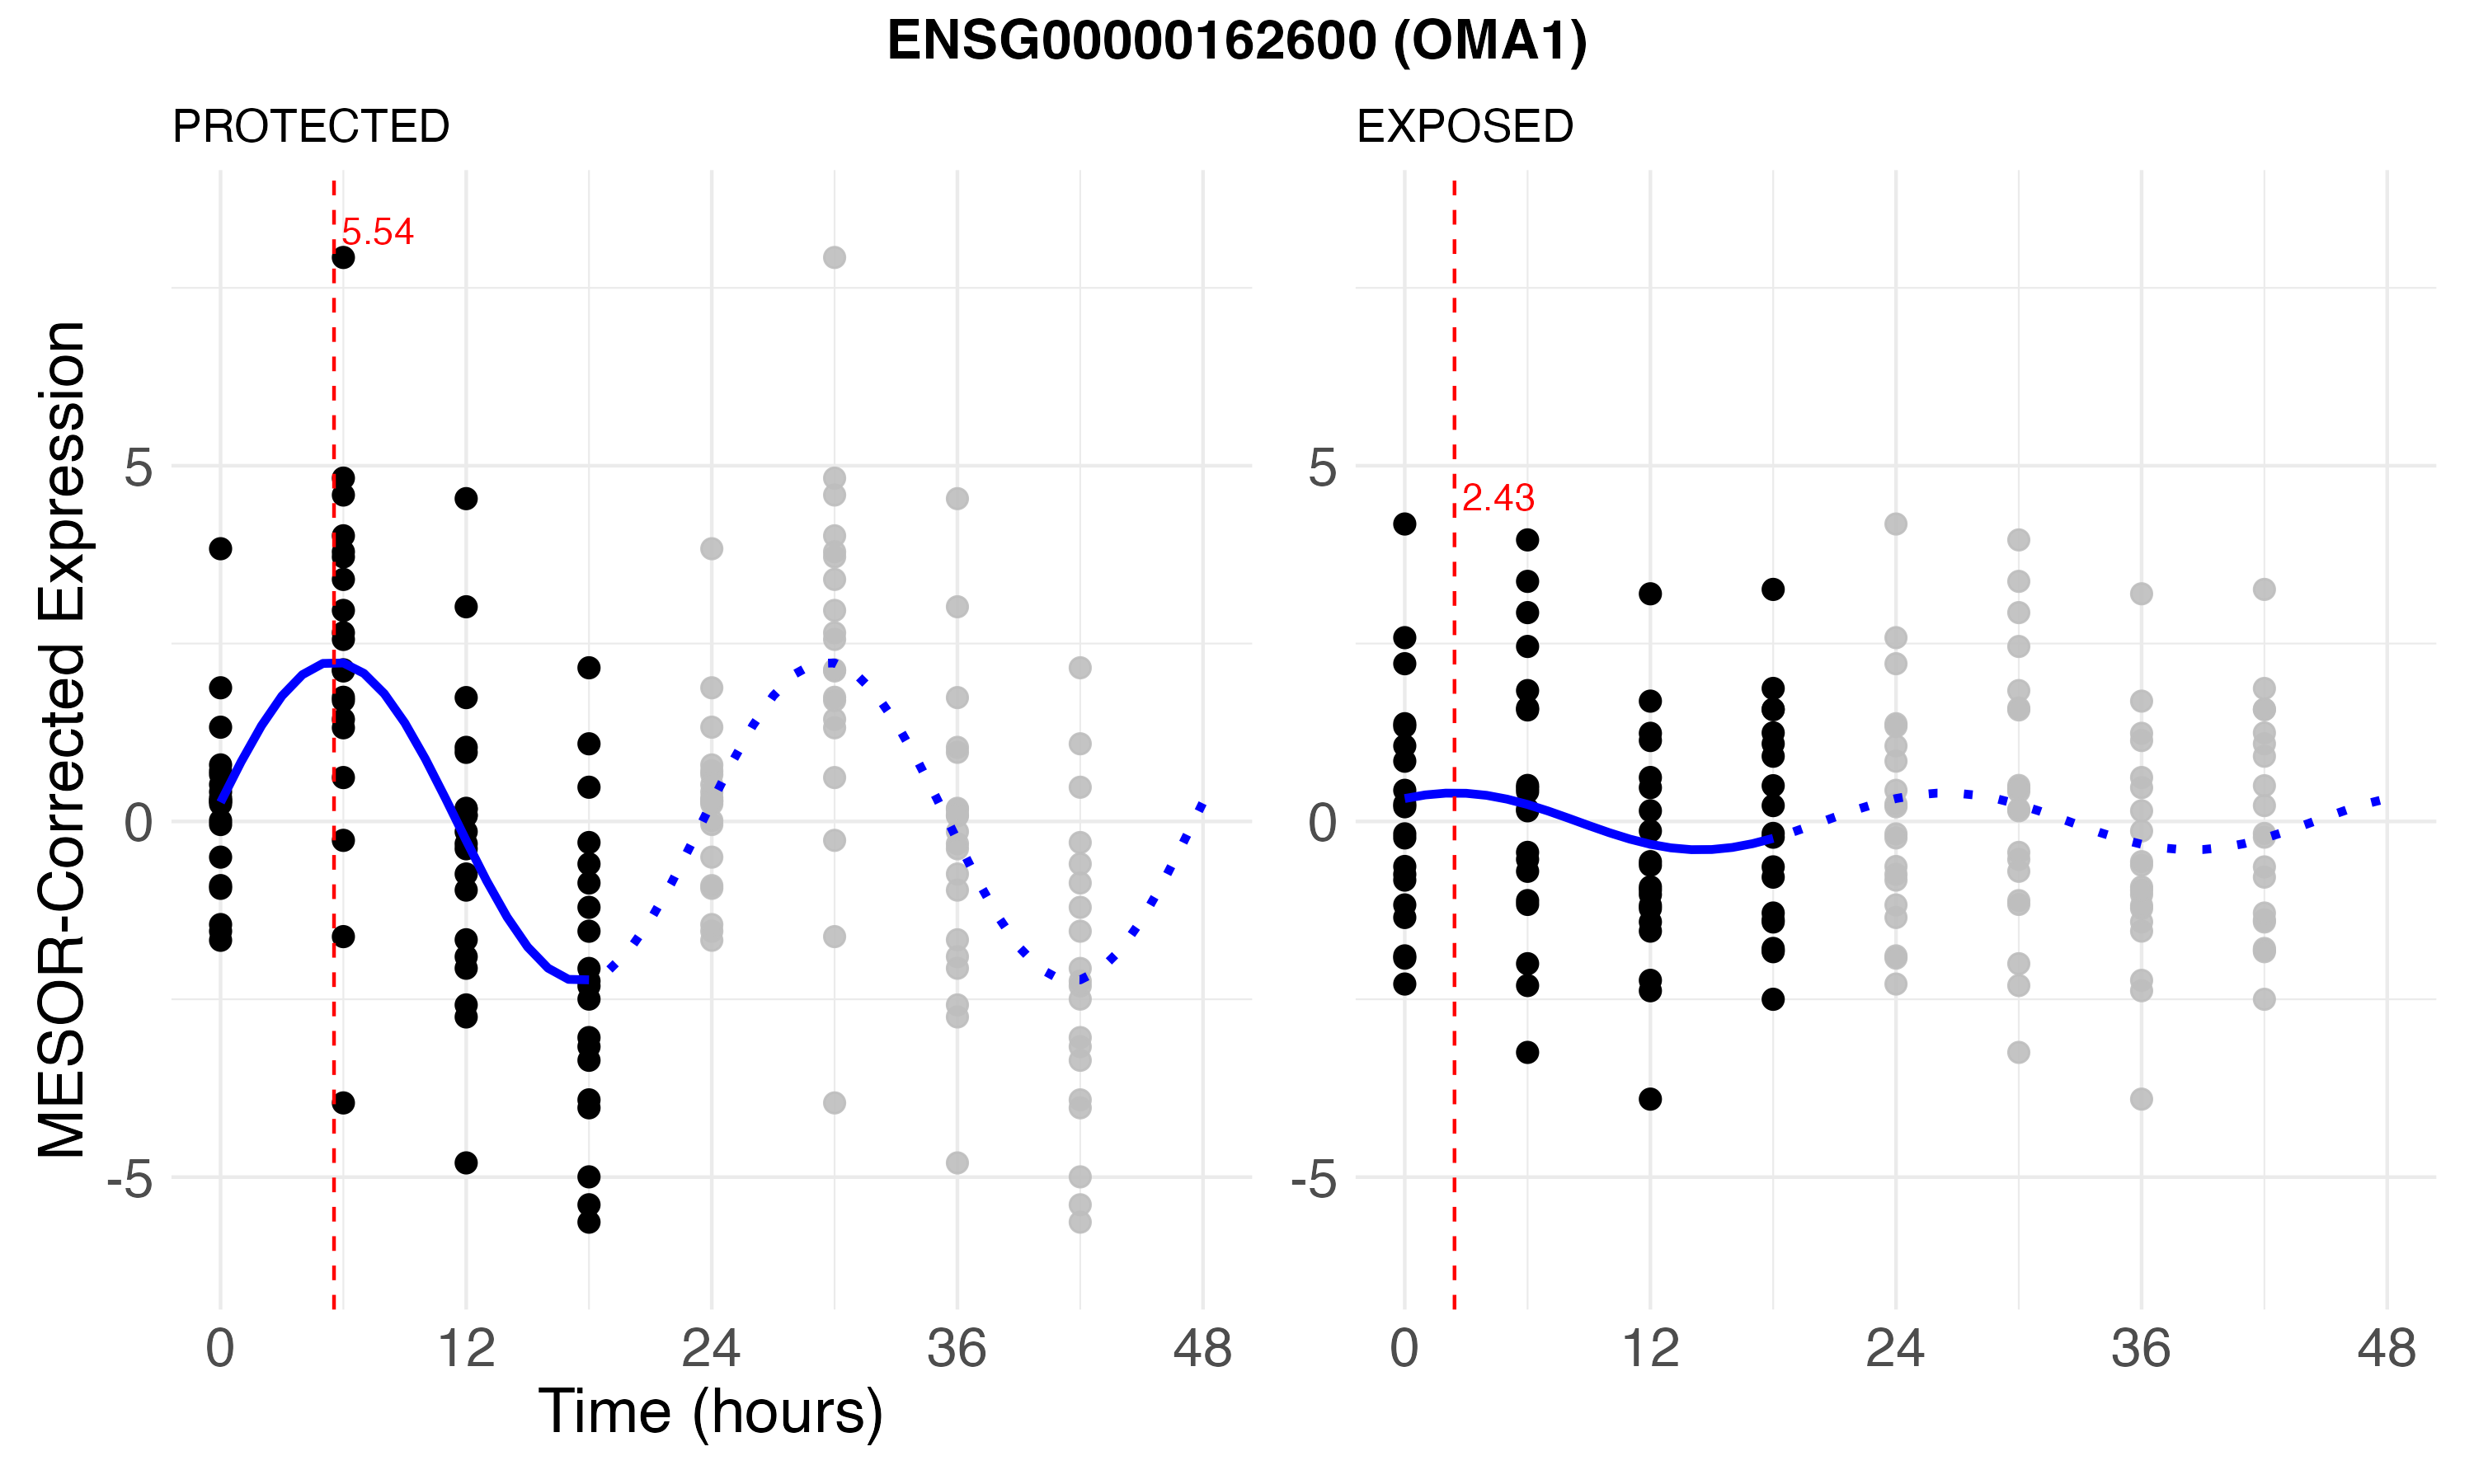 ENSG00000162600 (OMA1)
PROTECTED
EXPOSED
MESOR-Corrected Expression
5.54
2.43
5
0
-5
5
0
-5
0 12 24 36 48
0 12 24 36 48
Time (hours)